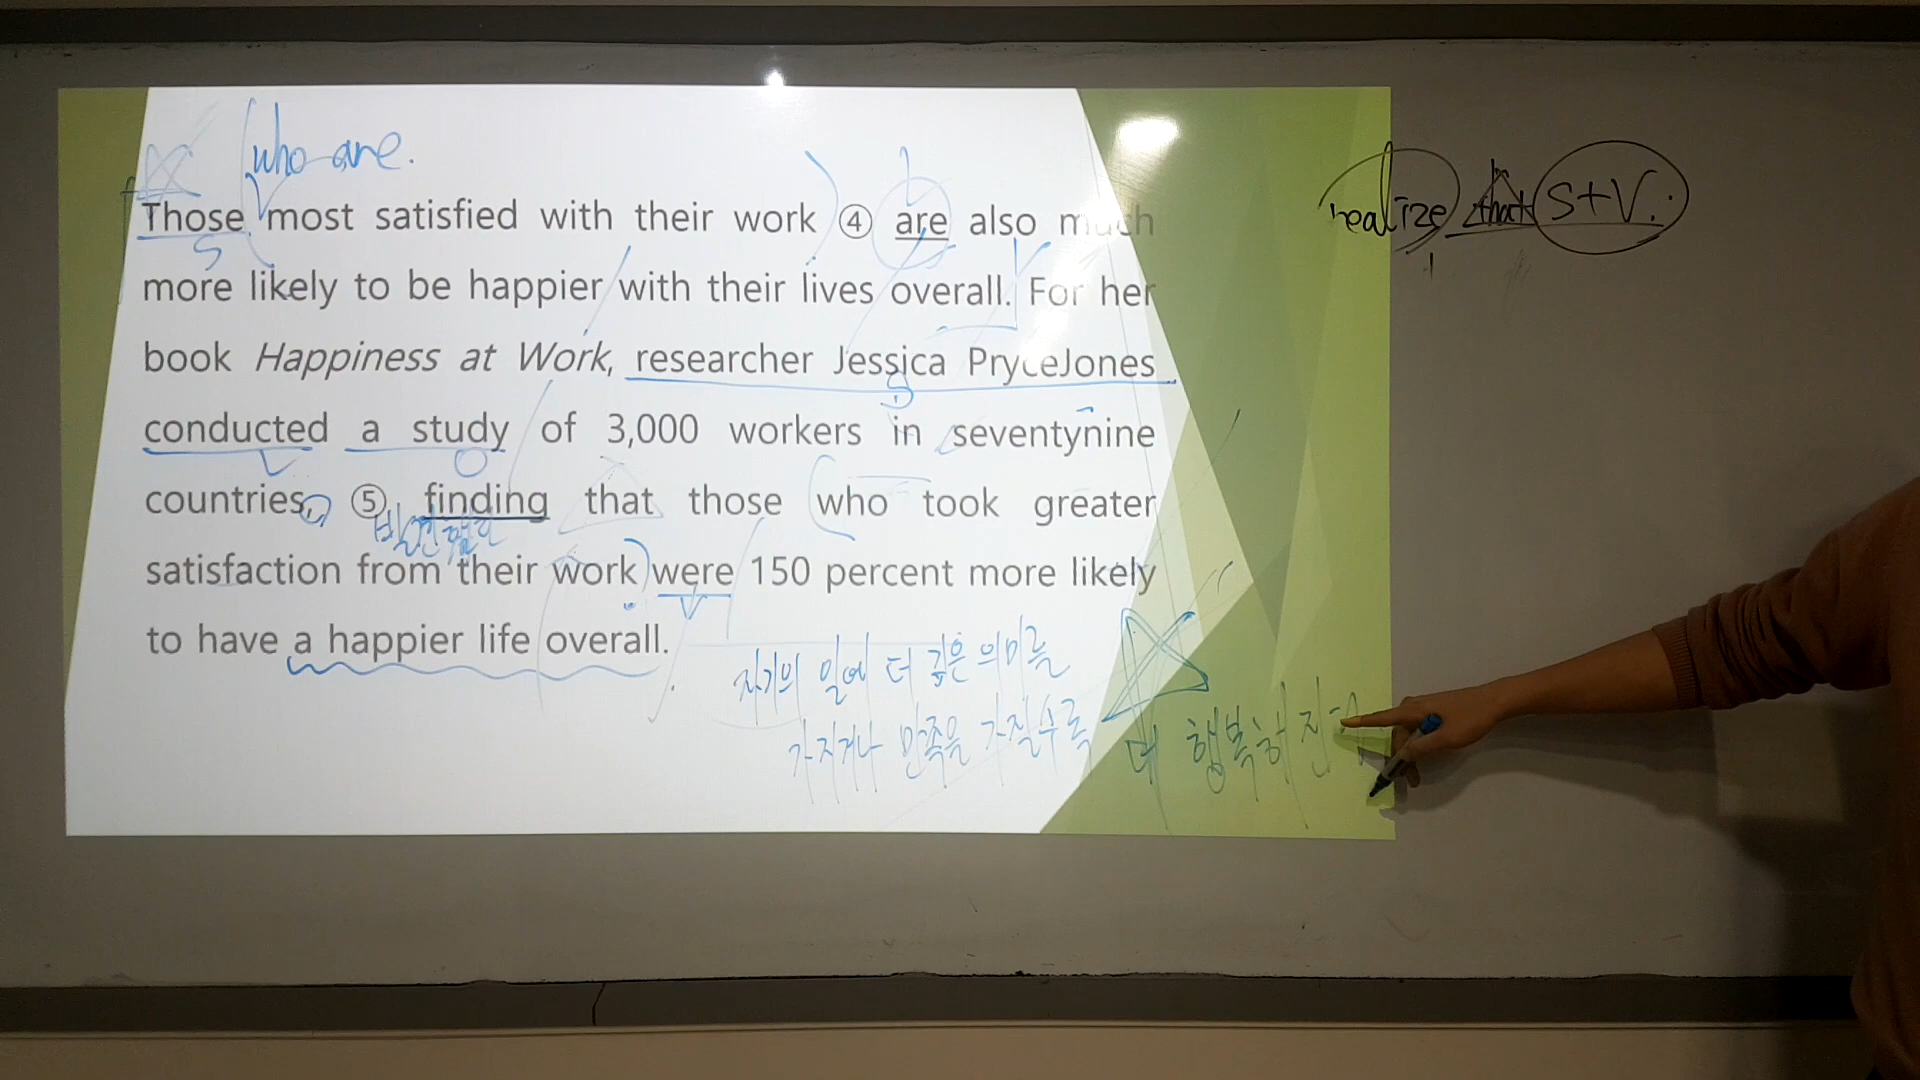 who are.
realize that S+V.
Those most satisfied with their work ④ are also much
S
more likely to be happier with their lives overall. For her
book Happiness at Work, researcher Jessica PryceJones
S
conducted a study of 3,000 workers in seventynine
V O
countries, ⑤ finding that those who took greater
satisfaction from their work were 150 percent more likely
V
to have a happier life overall.
자기의 일에 더 깊은 의미를
가지거나 만족을 가질수록 더 행복해진다